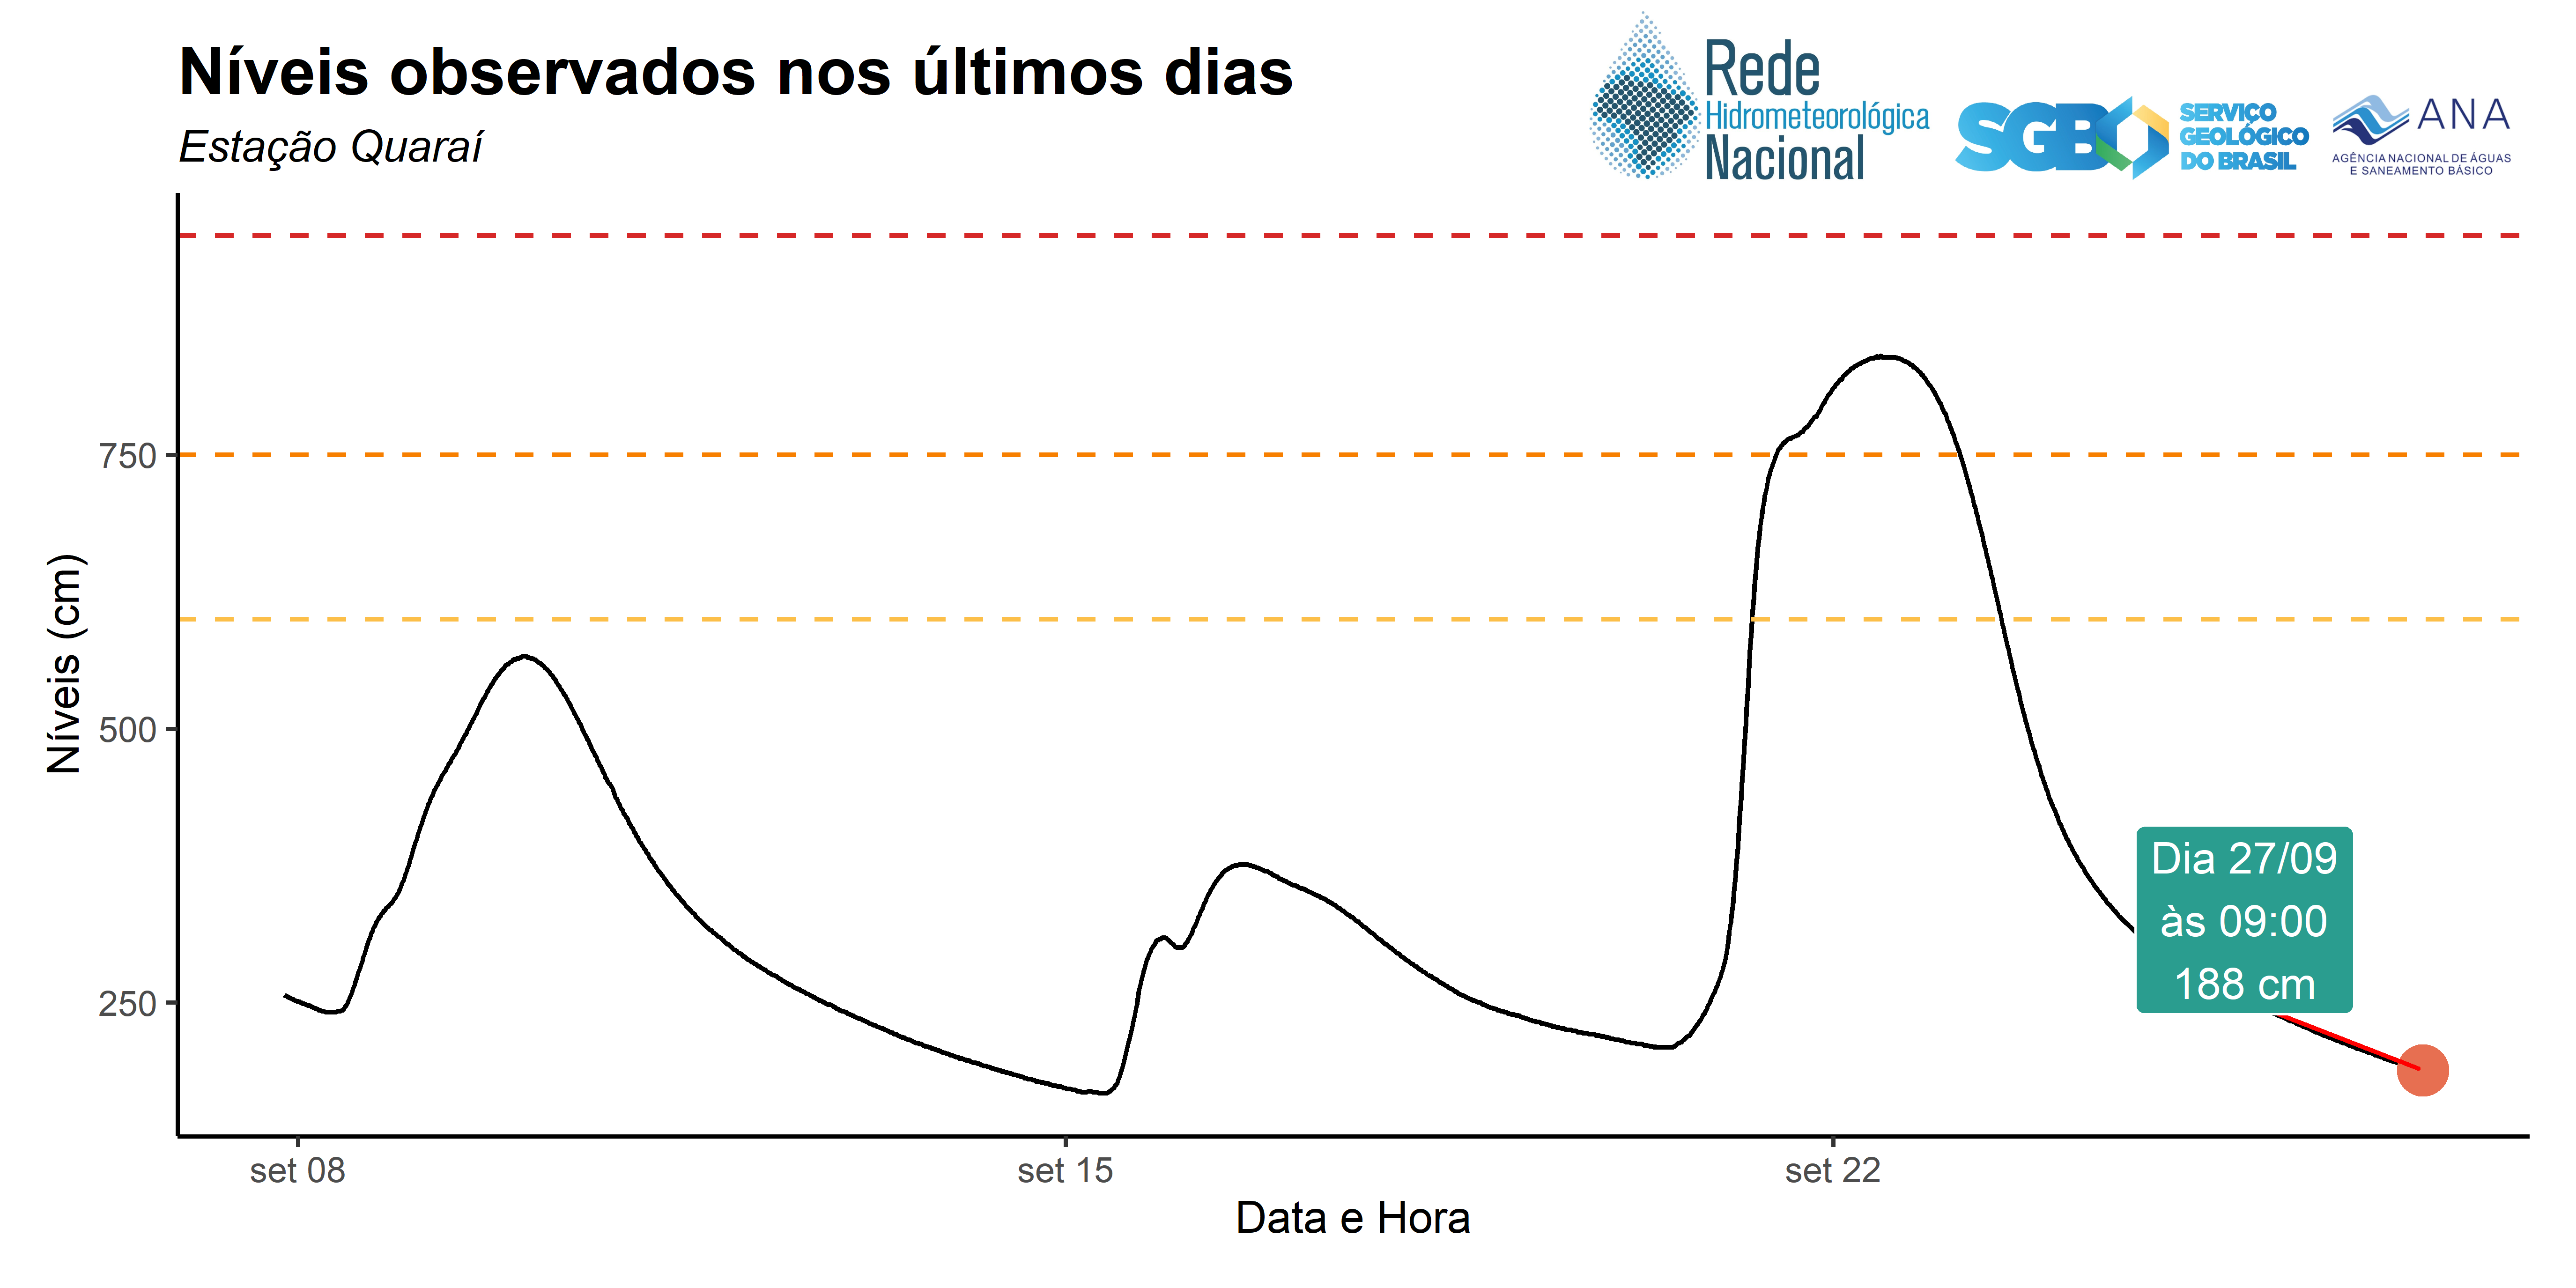 Níveis observados nos últimos dias
Estação Quaraí
Rede
Hidrometeorológica
Nacional
SGB
SERVIÇO
GEOLÓGICO
DO BRASIL
ANA
AGÊNCIA NACIONAL DE ÁGUAS
E SANEAMENTO BÁSICO
Níveis (cm)
750
500
250
Dia 27/09
às 09:00
188 cm
set 08
set 15
set 22
Data e Hora